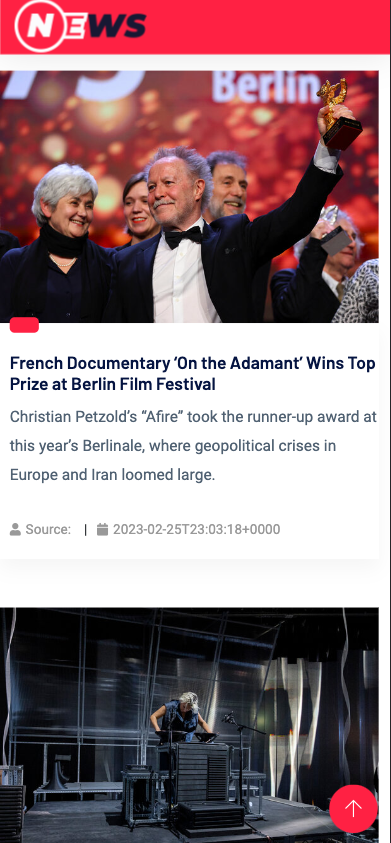 NEWS
75 Berlin
French Documentary ‘On the Adamant’ Wins Top
Prize at Berlin Film Festival
Christian Petzold’s “Afire” took the runner-up award at
this year’s Berlinale, where geopolitical crises in
Europe and Iran loomed large.
Source: | 2023-02-25T23:03:18+0000